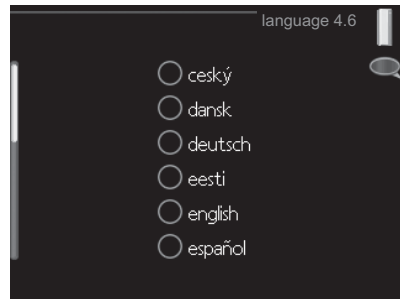 language 4.6
ceský
dansk
deutsch
eesti
english
español